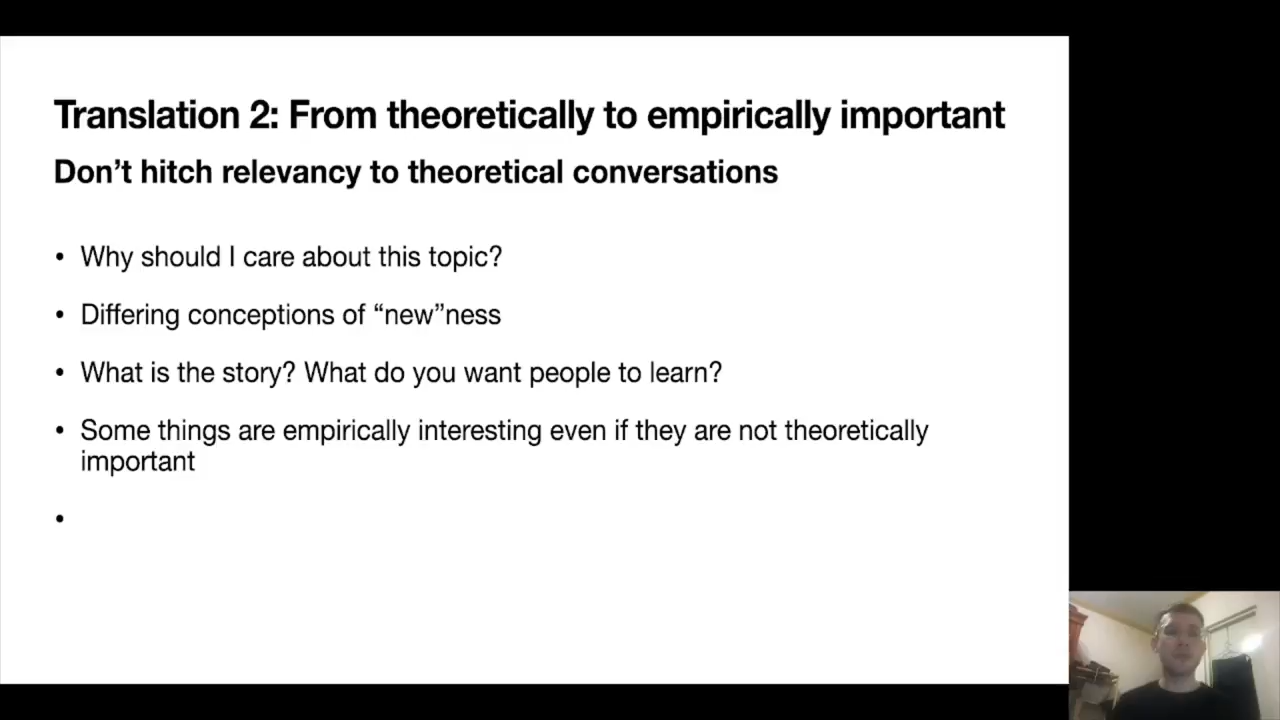 Translation 2: From theoretically to empirically important
Don’t hitch relevancy to theoretical conversations
• Why should I care about this topic?
• Differing conceptions of “new”ness
• What is the story? What do you want people to learn?
• Some things are empirically interesting even if they are not theoretically
important
•